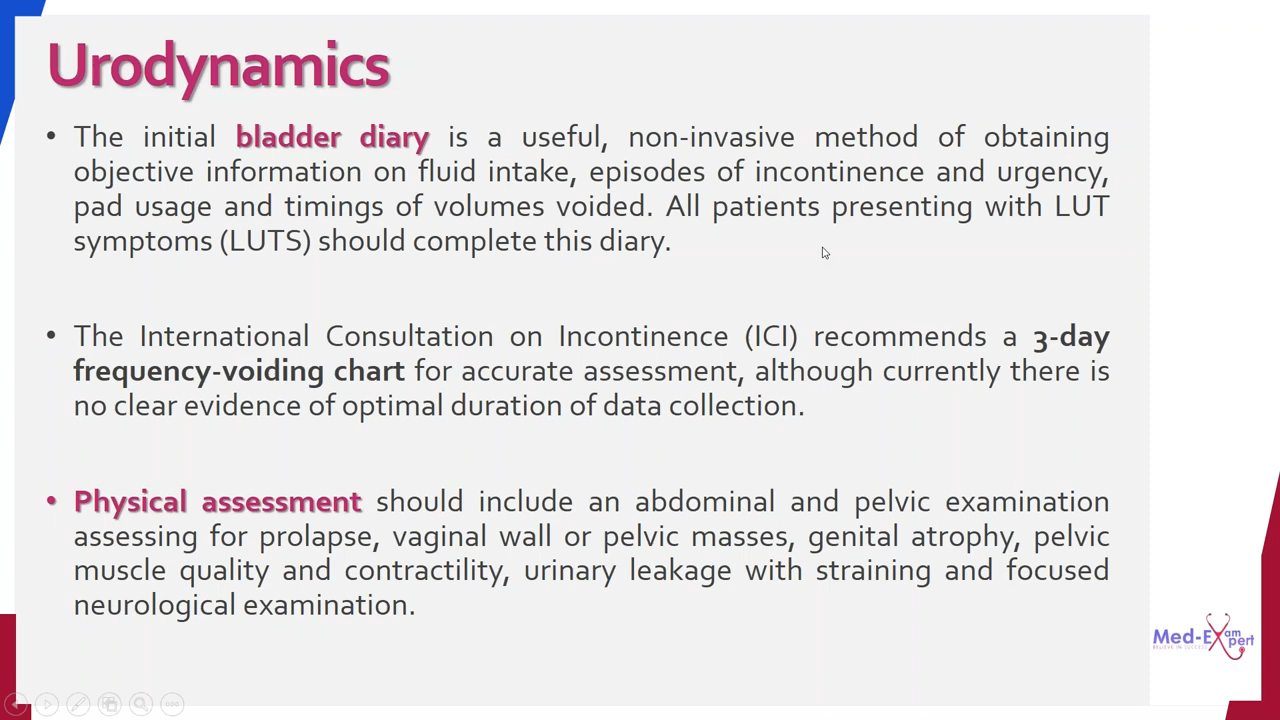 Urodynamics
• The initial bladder diary is a useful, non-invasive method of obtaining
objective information on fluid intake, episodes of incontinence and urgency,
pad usage and timings of volumes voided. All patients presenting with LUT
symptoms (LUTS) should complete this diary.
• The International Consultation on Incontinence (ICI) recommends a 3-day
frequency-voiding chart for accurate assessment, although currently there is
no clear evidence of optimal duration of data collection.
• Physical assessment should include an abdominal and pelvic examination
assessing for prolapse, vaginal wall or pelvic masses, genital atrophy, pelvic
muscle quality and contractility, urinary leakage with straining and focused
neurological examination.
Med-Exam Expert
BELIEVE IN SUCCESS